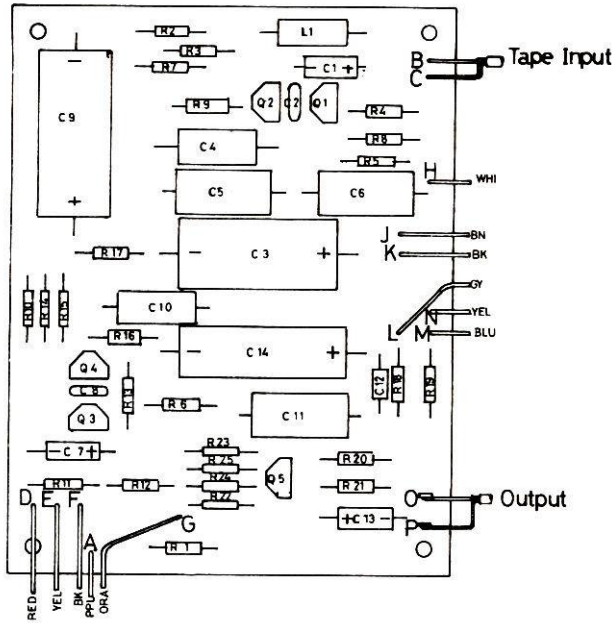 R2
L1
R3
B
Tape Input
R7
C1 +
C
-
R9
Q2
C2
Q1
R4
C9
R8
C4
R5
H
WHI
C5
C6
+
J
BN
R17
- C3 +
K
BK
GY
R10
R14
R15
C10
N
YEL
R16
L
M
BLU
- C14 +
Q4
C8
R13
C12
R18
R19
Q3
R6
C11
R23
- C7 +
R25
R20
R11
R12
R24
Q5
R21
D
E
F
R22
O
Output
G
+ C13 -
P
A
R1
RED
YEL
BK
PPL
ORA